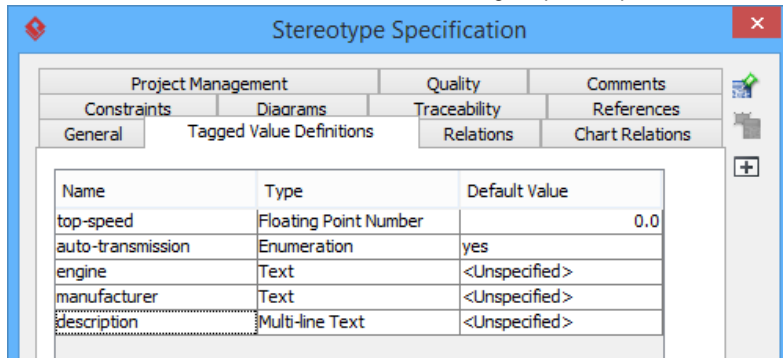 Stereotype Specification
Project Management Quality Comments
Constraints Diagrams Traceability References
General Tagged Value Definitions Relations Chart Relations
Name Type Default Value
top-speed Floating Point Number 0.0
auto-transmission Enumeration yes
engine Text <Unspecified>
manufacturer Text <Unspecified>
description Multi-line Text <Unspecified>